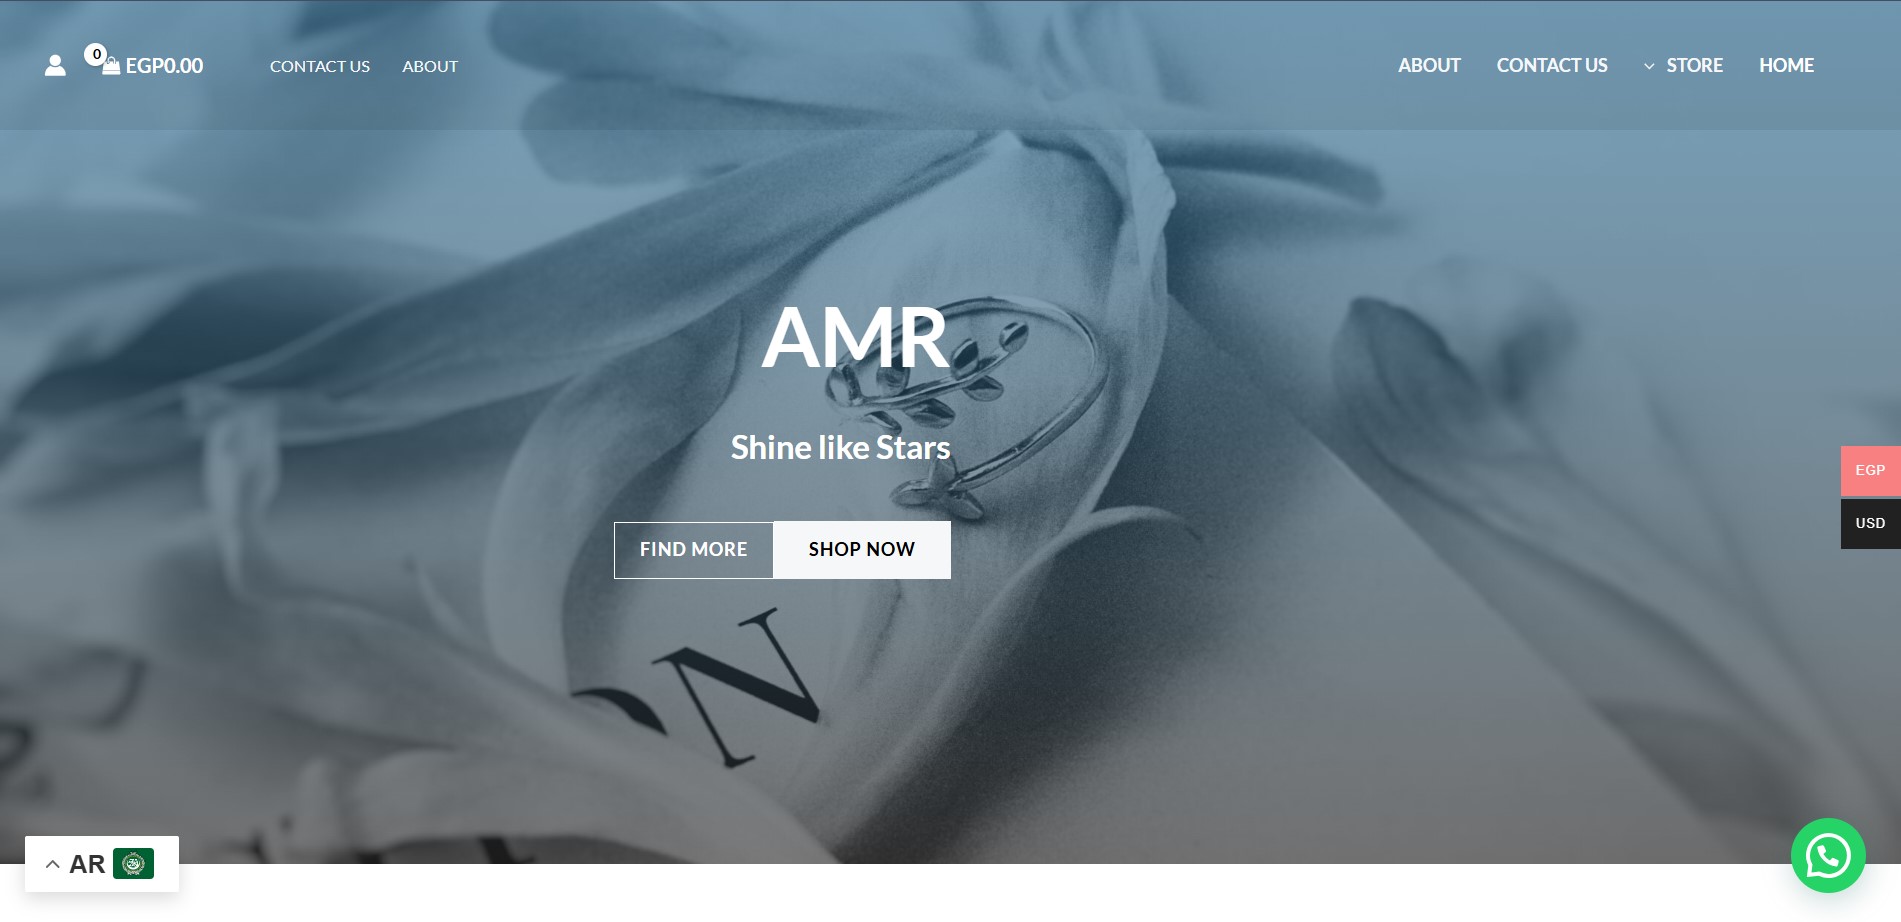 0
EGP0.00
CONTACT US
ABOUT
ABOUT
CONTACT US
STORE
HOME
AMR
Shine like Stars
FIND MORE
SHOP NOW
EGP
USD
N
AR